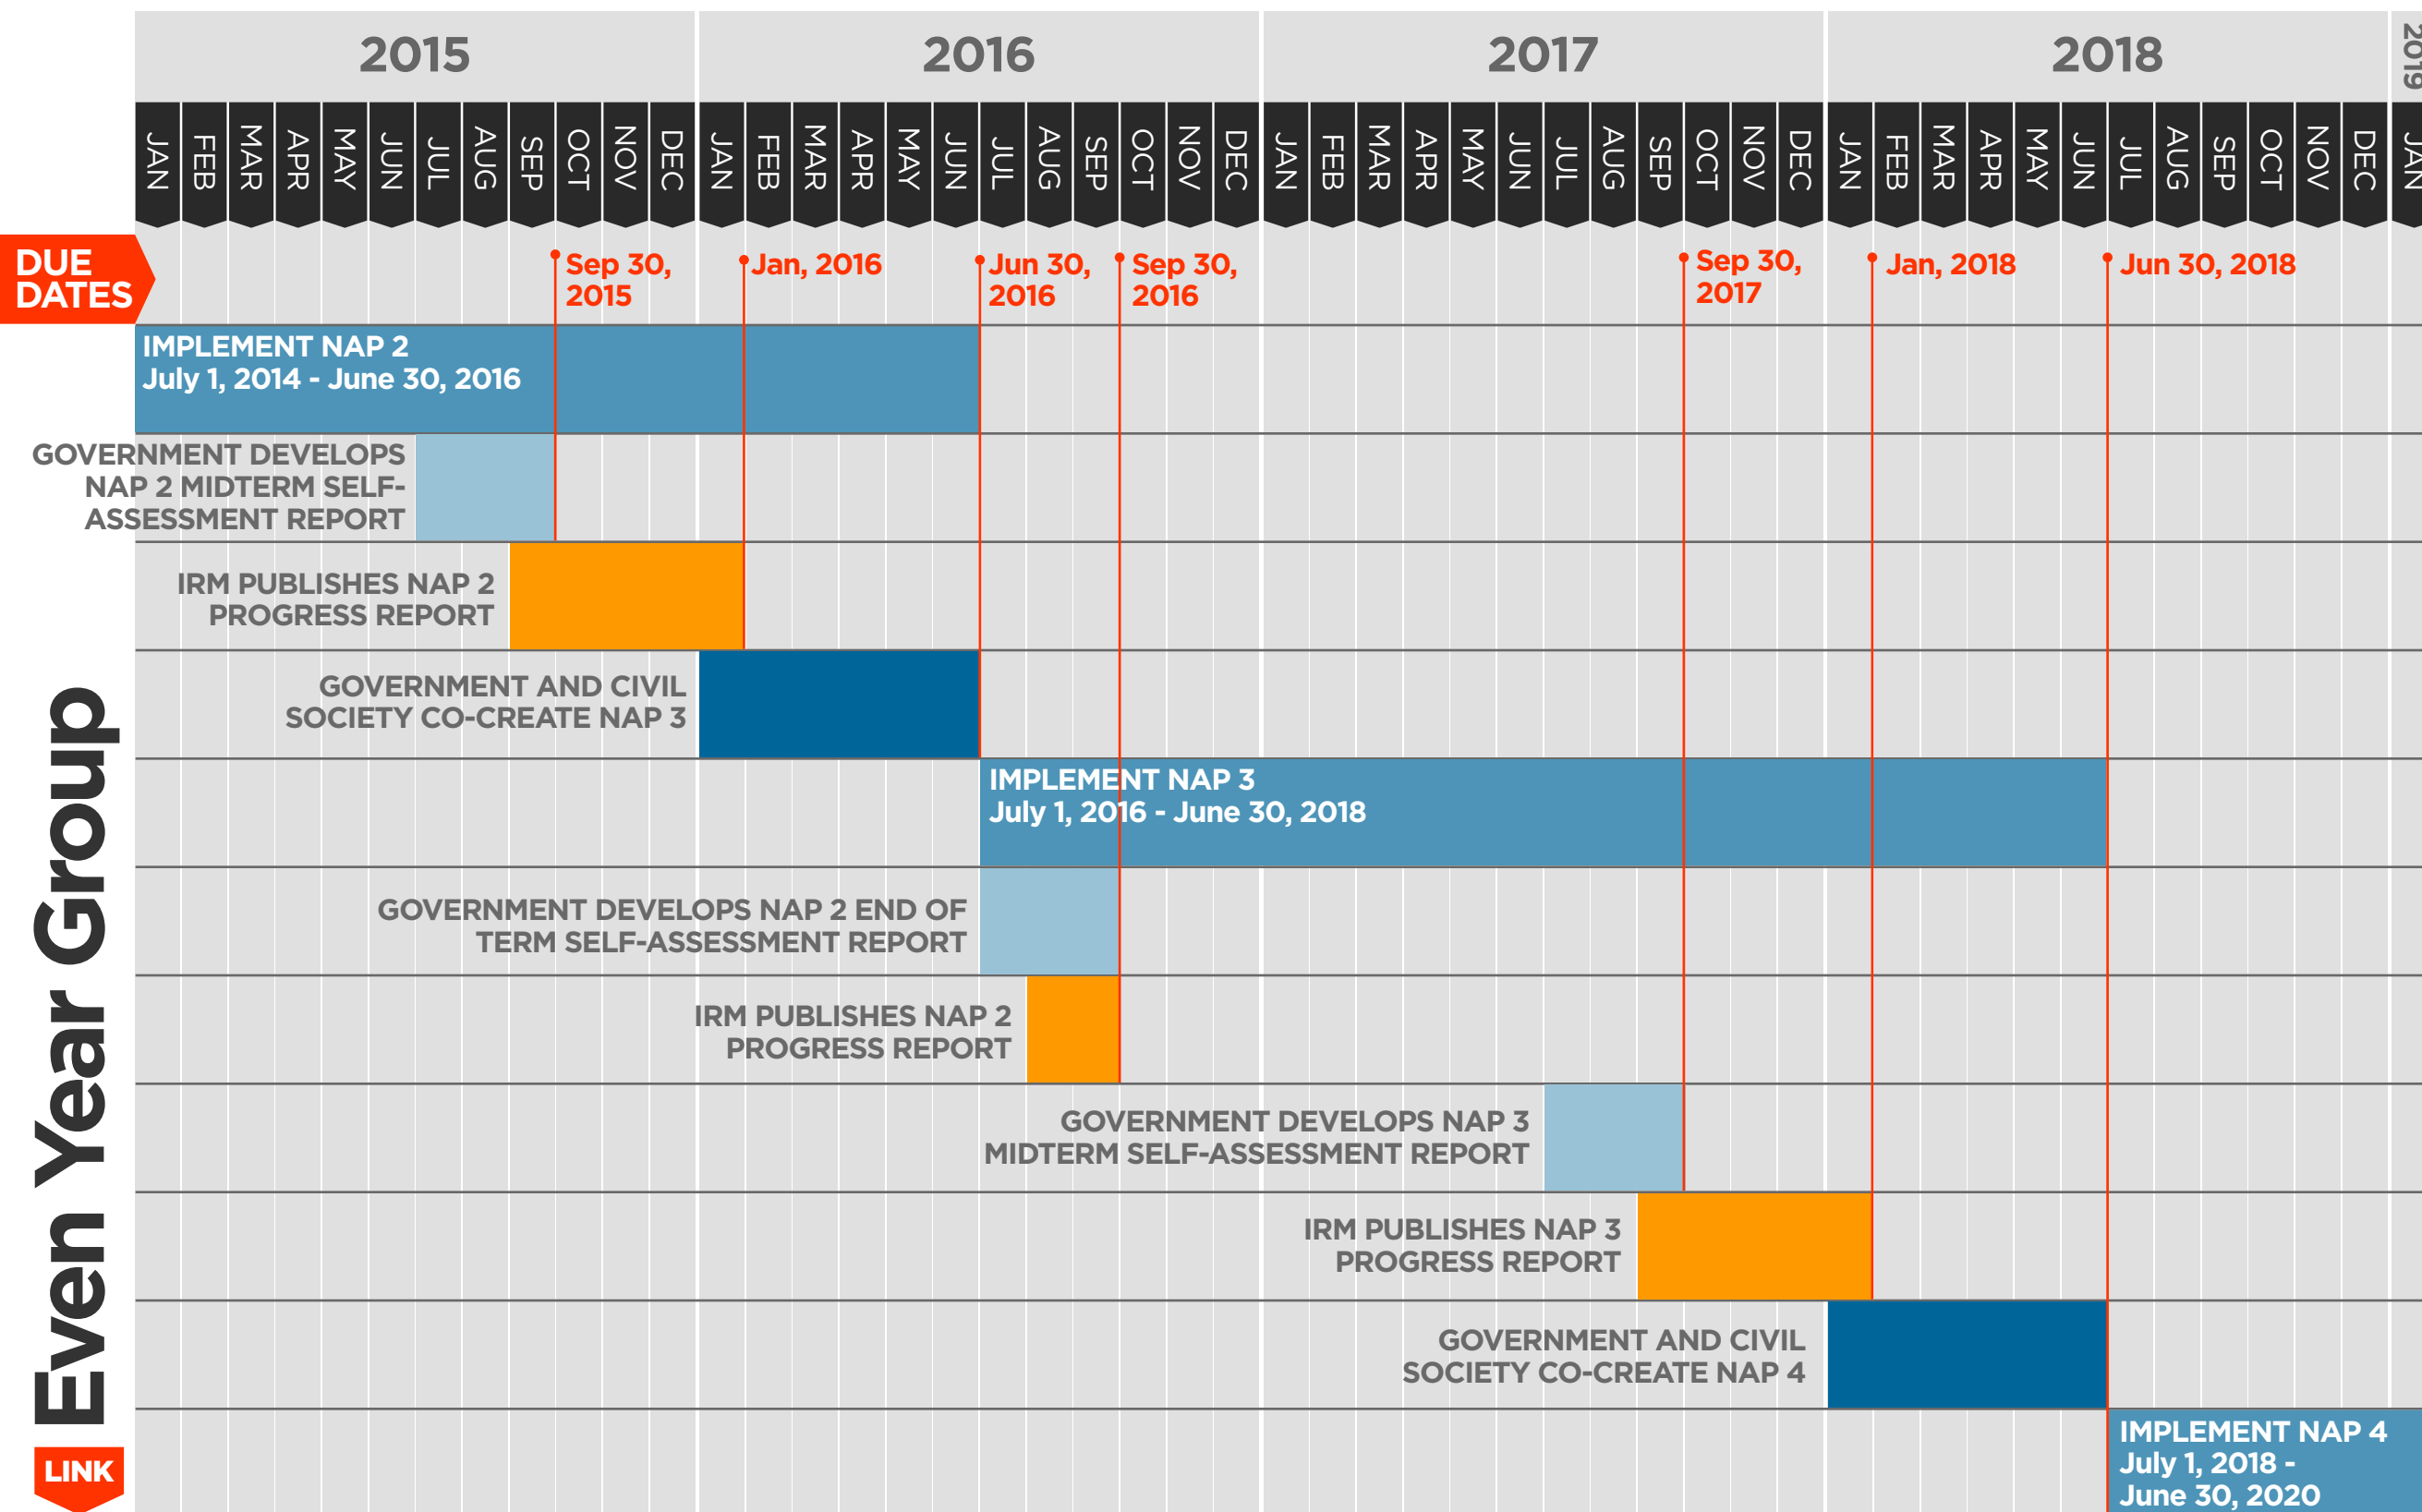 2015 2016 2017 2018 2019
JAN FEB MAR APR MAY JUN JUL AUG SEP OCT NOV DEC JAN FEB MAR APR MAY JUN JUL AUG SEP OCT NOV DEC JAN FEB MAR APR MAY JUN JUL AUG SEP OCT NOV DEC JAN FEB MAR APR MAY JUN JUL AUG SEP OCT NOV DEC JAN
DUE
DATES
Sep 30,
2015
Jan, 2016
Jun 30,
2016
Sep 30,
2016
Sep 30,
2017
Jan, 2018
Jun 30, 2018
IMPLEMENT NAP 2
July 1, 2014 - June 30, 2016
GOVERNMENT DEVELOPS
NAP 2 MIDTERM SELF-
ASSESSMENT REPORT
IRM PUBLISHES NAP 2
PROGRESS REPORT
GOVERNMENT AND CIVIL
SOCIETY CO-CREATE NAP 3
IMPLEMENT NAP 3
July 1, 2016 - June 30, 2018
GOVERNMENT DEVELOPS NAP 2 END OF
TERM SELF-ASSESSMENT REPORT
IRM PUBLISHES NAP 2
PROGRESS REPORT
GOVERNMENT DEVELOPS NAP 3
MIDTERM SELF-ASSESSMENT REPORT
IRM PUBLISHES NAP 3
PROGRESS REPORT
GOVERNMENT AND CIVIL
SOCIETY CO-CREATE NAP 4
IMPLEMENT NAP 4
July 1, 2018 -
June 30, 2020
Even Year Group
LINK